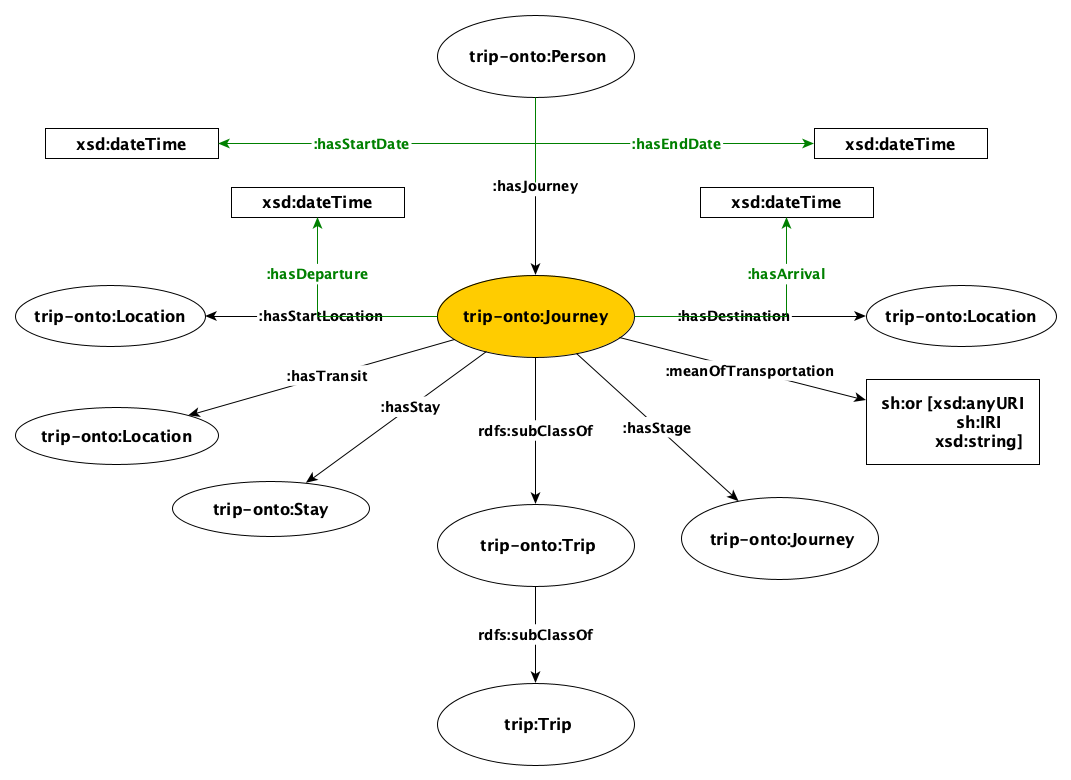 trip-onto:Person
xsd:dateTime
:hasStartDate
:hasEndDate
xsd:dateTime
:hasJourney
xsd:dateTime
xsd:dateTime
:hasDeparture
:hasArrival
trip-onto:Location
:hasStartLocation
trip-onto:Journey
:hasDestination
trip-onto:Location
:hasTransit
:meanOfTransportation
:hasStay
sh:or [xsd:anyURI
sh:IRI
xsd:string]
rdfs:subClassOf
:hasStage
trip-onto:Location
trip-onto:Stay
trip-onto:Trip
trip-onto:Journey
rdfs:subClassOf
trip:Trip